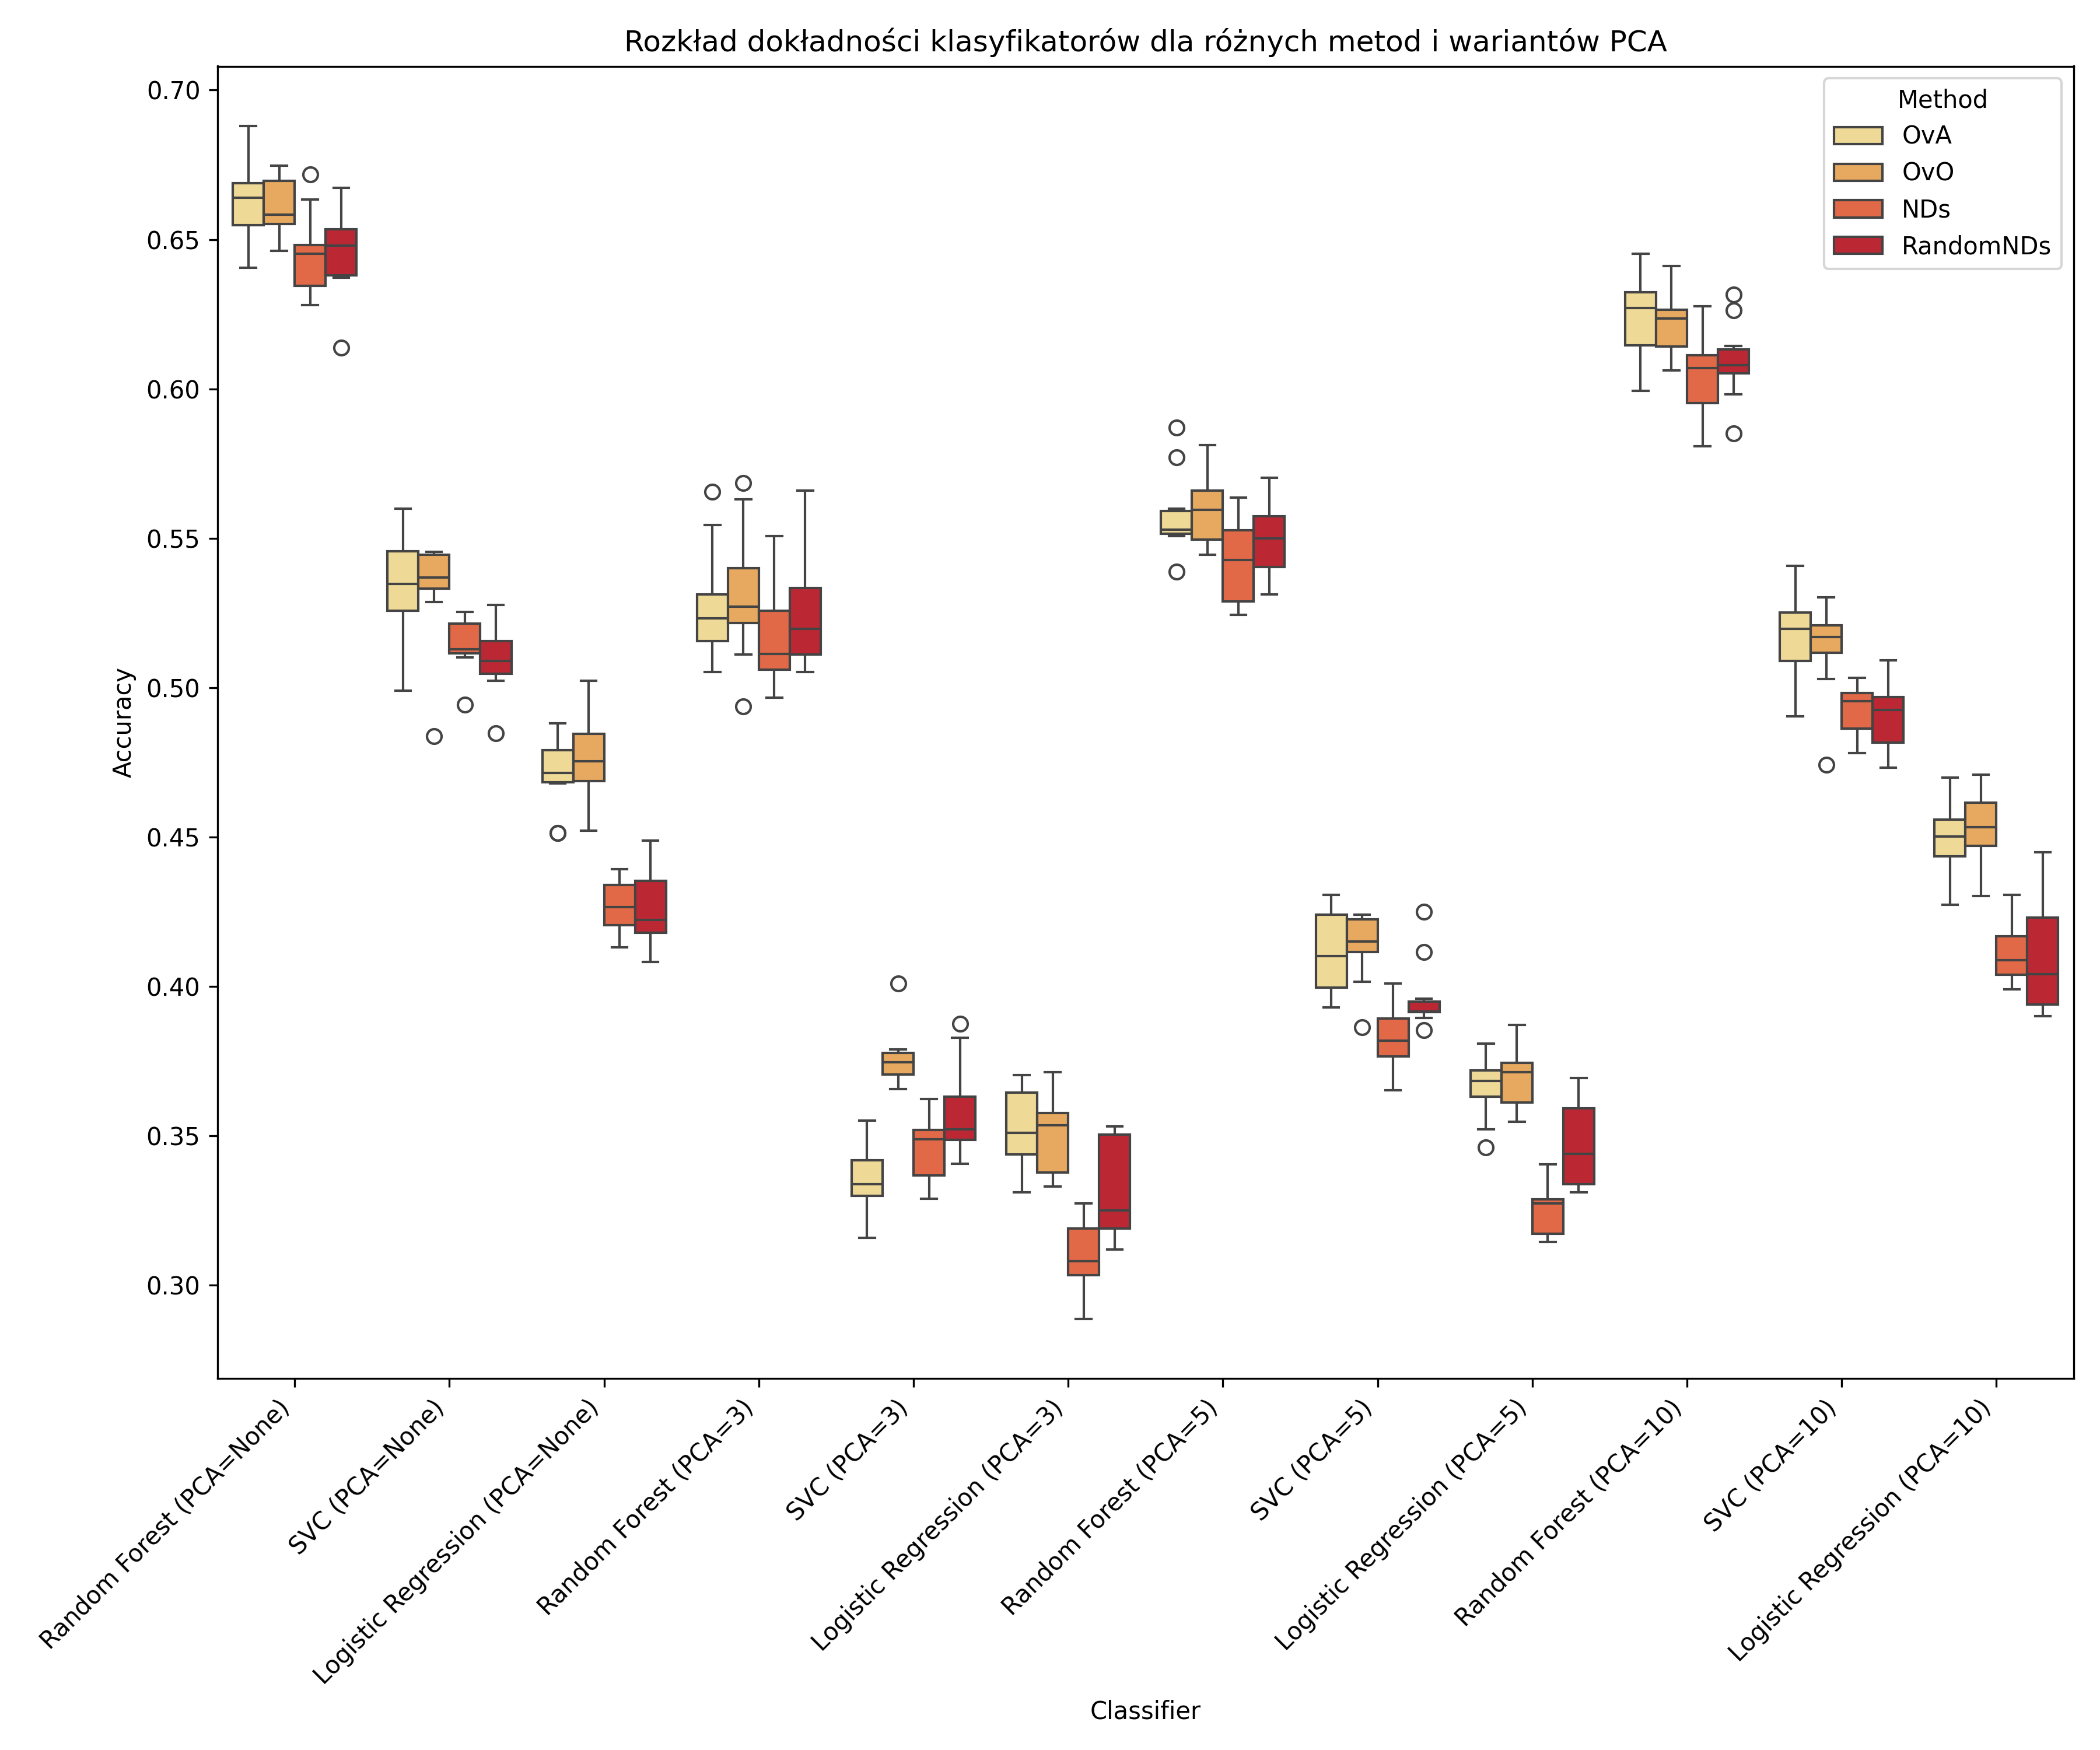 Rozkład dokładności klasyfikatorów dla różnych metod i wariantów PCA
Method
OvA
OvO
NDs
RandomNDs
Accuracy
0.70
0.65
0.60
0.55
0.50
0.45
0.40
0.35
0.30
Random Forest (PCA=None)
SVC (PCA=None)
Logistic Regression (PCA=None)
Random Forest (PCA=3)
SVC (PCA=3)
Logistic Regression (PCA=3)
Random Forest (PCA=5)
SVC (PCA=5)
Logistic Regression (PCA=5)
Random Forest (PCA=10)
SVC (PCA=10)
Logistic Regression (PCA=10)
Classifier